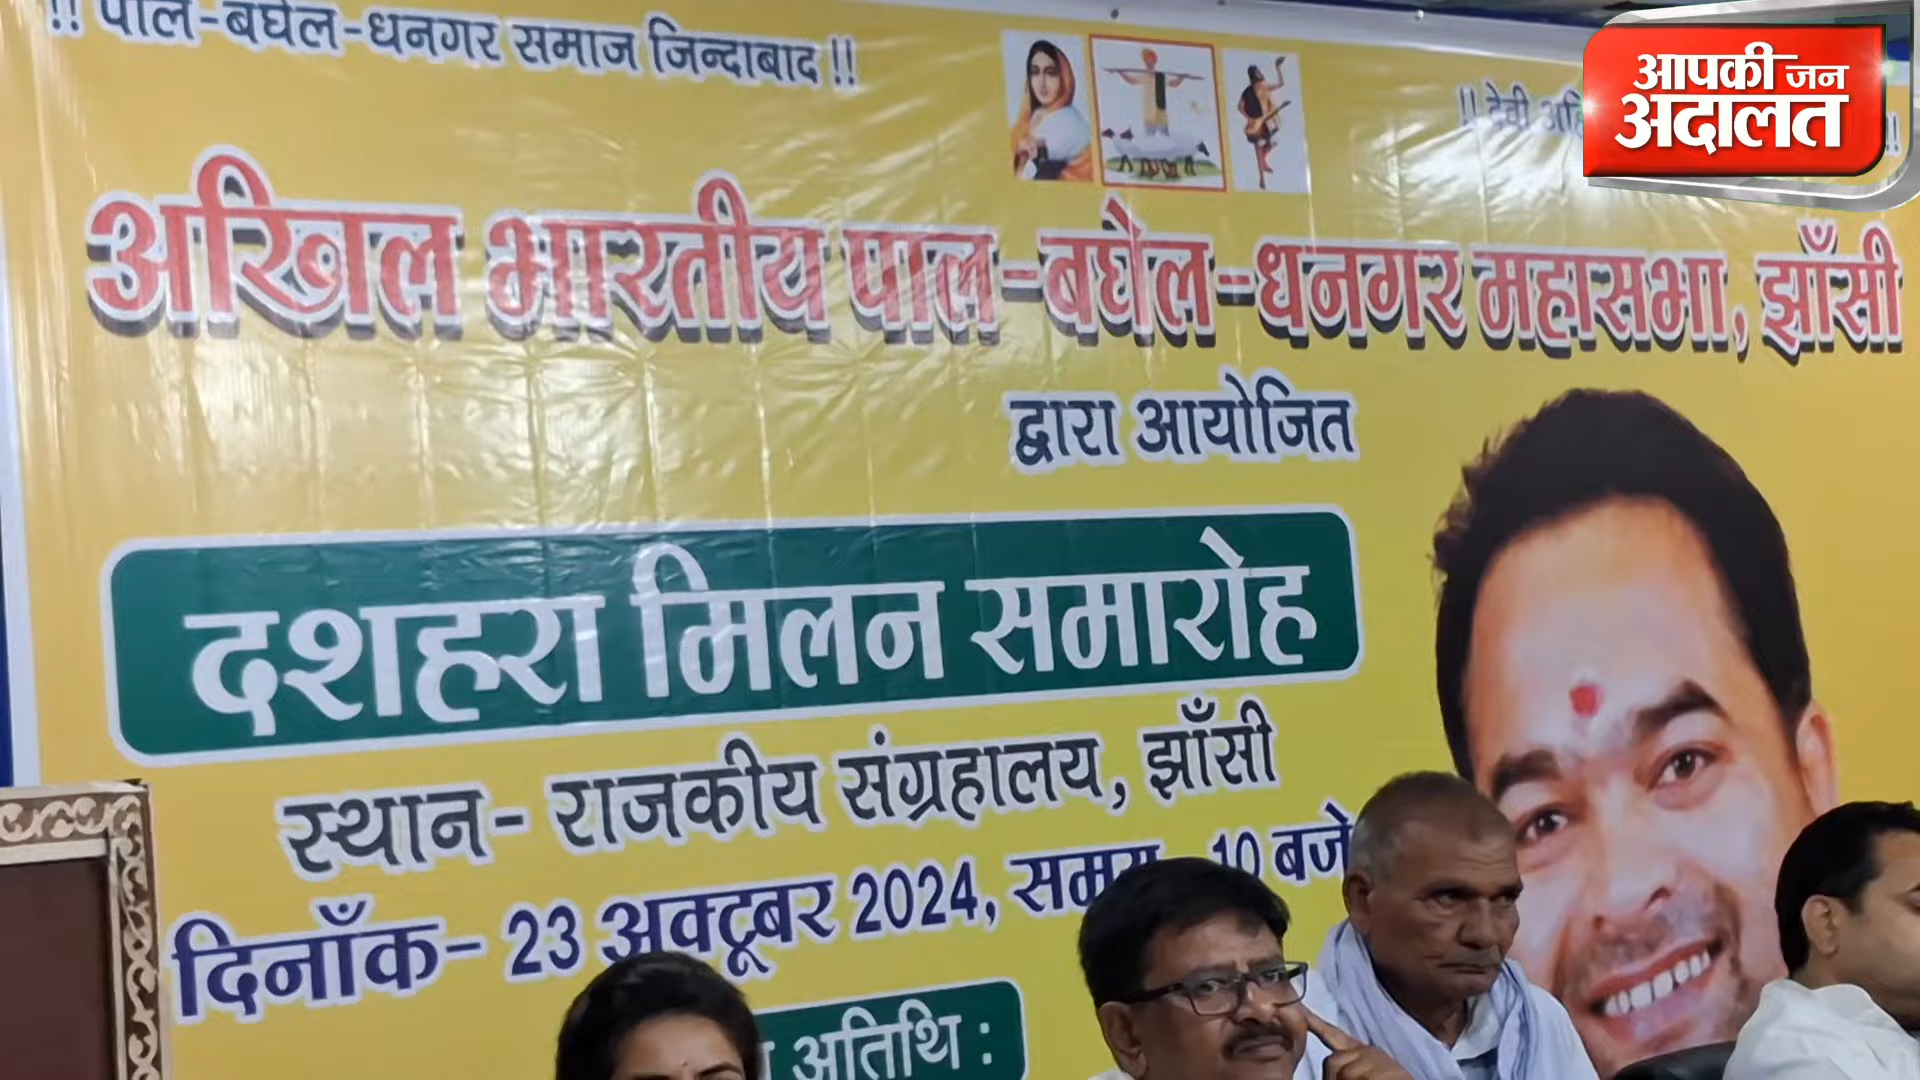 !! पाल-बघेल-धनगर समाज जिन्दाबाद !!
!! देवी
!!
आपकी जन
अदालत
अखिल भारतीय पाल-बघेल-धनगर महासभा, झाँसी
द्वारा आयोजित
दशहरा मिलन समारोह
स्थान- राजकीय संग्रहालय, झाँसी
दिनाँक- 23 अक्टूबर 2024, समय 10 बजे
अतिथि :